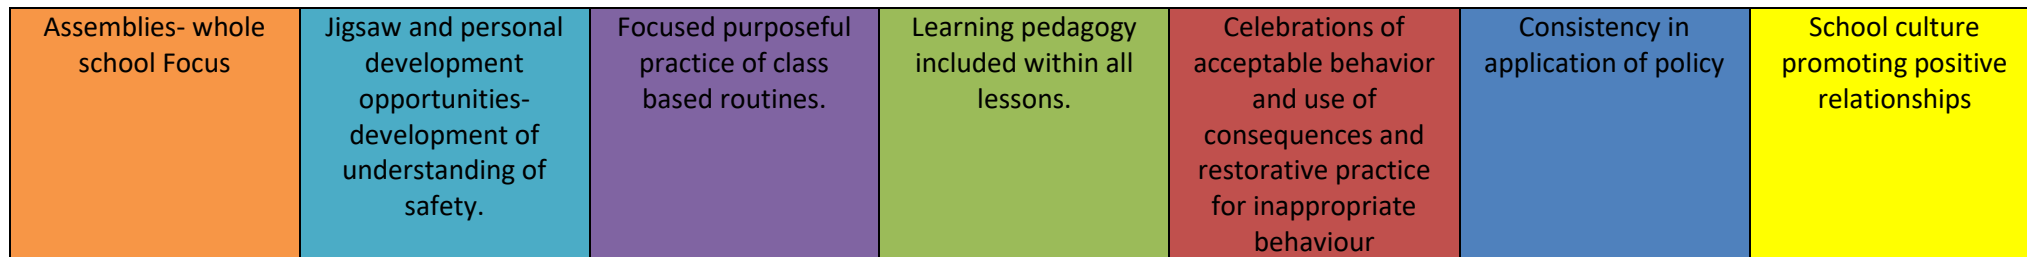 Assemblies- whole
school Focus
Jigsaw and personal
development
opportunities-
development of
understanding of
safety.
Focused purposeful
practice of class
based routines.
Learning pedagogy
included within all
lessons.
Celebrations of
acceptable behavior
and use of
consequences and
restorative practice
for inappropriate
behaviour
Consistency in
application of policy
School culture
promoting positive
relationships